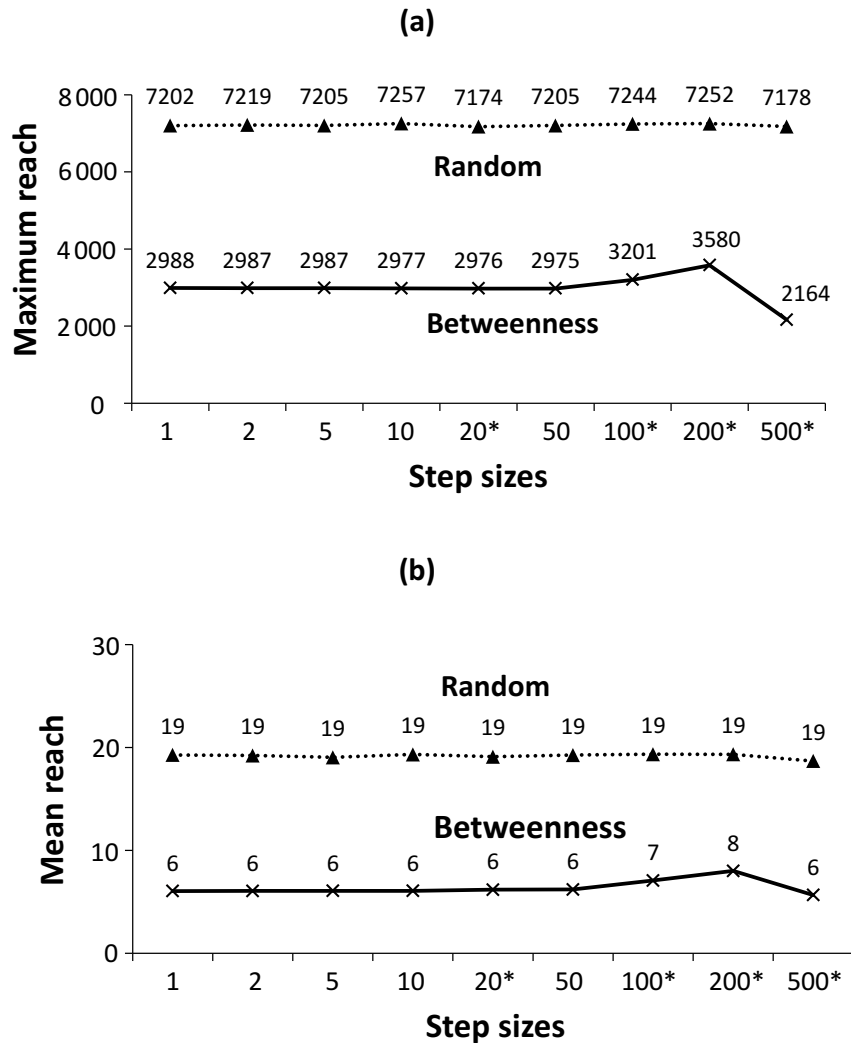 (a)
Maximum reach
8 000
6 000
4 000
2 000
0
7202 7219 7205 7257 7174 7205 7244 7252 7178
Random
2988 2987 2987 2977 2976 2975 3201 3580 2164
Betweenness
1 2 5 10 20* 50 100* 200* 500*
Step sizes
(b)
Mean reach
30
20
10
0
Random
19 19 19 19 19 19 19 19 19
Betweenness
6 6 6 6 6 6 7 8 6
1 2 5 10 20* 50 100* 200* 500*
Step sizes